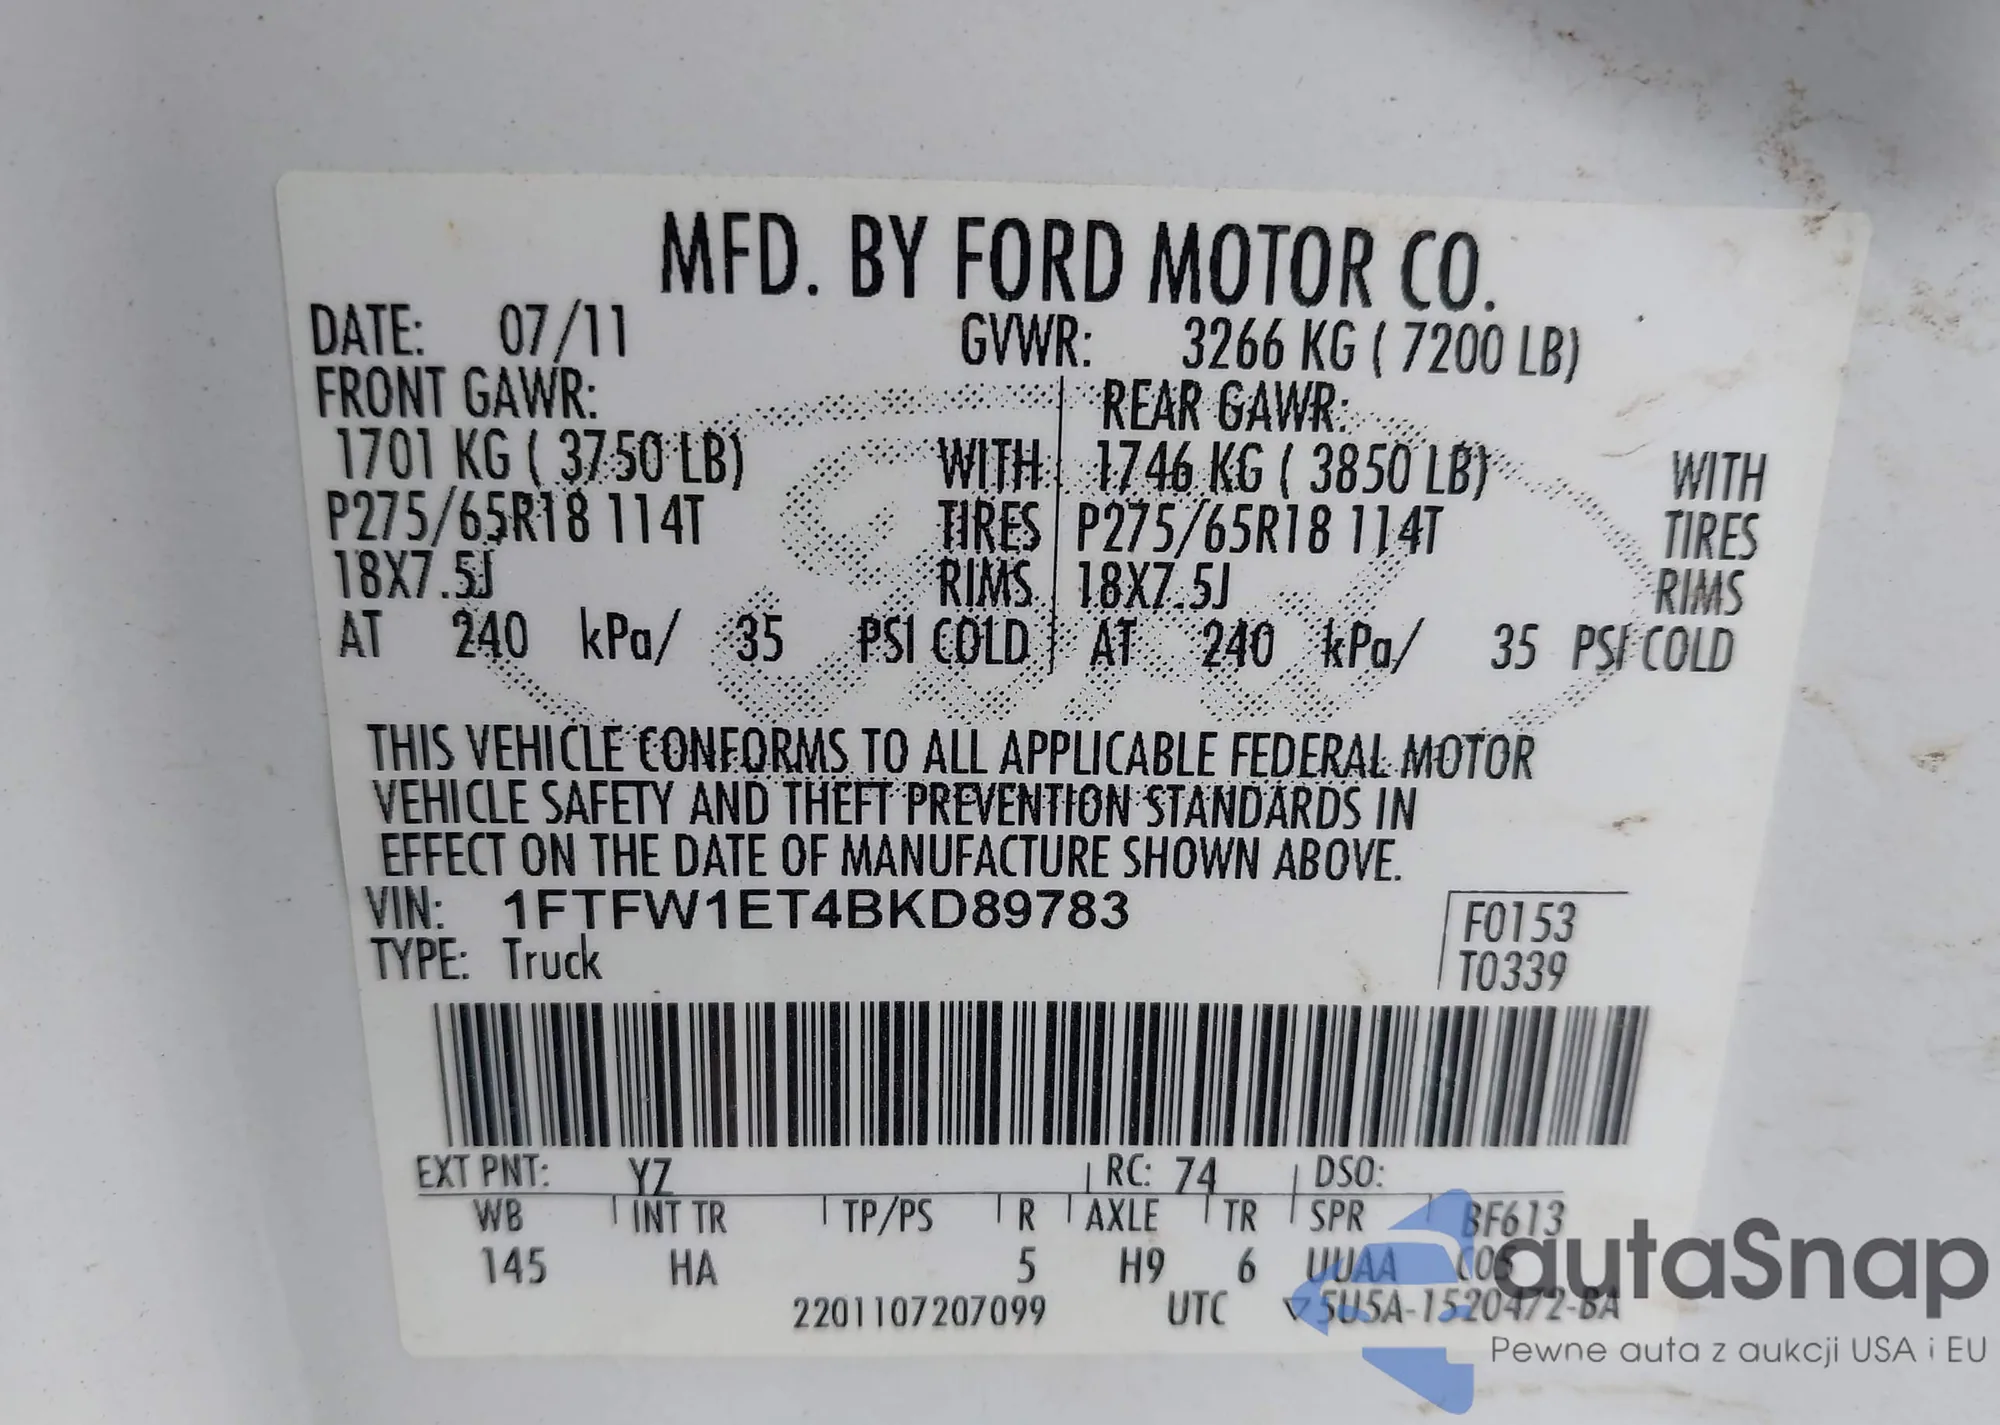 MFD. BY FORD MOTOR CO.
DATE: 07/11 GVWR: 3266 KG ( 7200 LB)
FRONT GAWR: REAR GAWR:
1701 KG ( 3750 LB) WITH 1746 KG ( 3850 LB) WITH
P275/65R18 114T TIRES P275/65R18 114T TIRES
18X7.5J RIMS 18X7.5J RIMS
AT 240 kPa/ 35 PSI COLD AT 240 kPa/ 35 PSI COLD
THIS VEHICLE CONFORMS TO ALL APPLICABLE FEDERAL MOTOR
VEHICLE SAFETY AND THEFT PREVENTION STANDARDS IN
EFFECT ON THE DATE OF MANUFACTURE SHOWN ABOVE.
VIN: 1FTFW1ET4BKD89783
TYPE: Truck
F0153
T0339
EXT PNT: YZ RC: 74 DSO:
WB INT TR TP/PS R AXLE TR SPR BF613
145 HA 5 H9 6 UUAA C05
2201107207099 UTC 5U5A-1520472-BA
autaSnap
Pewne auta z aukcji USA i EU